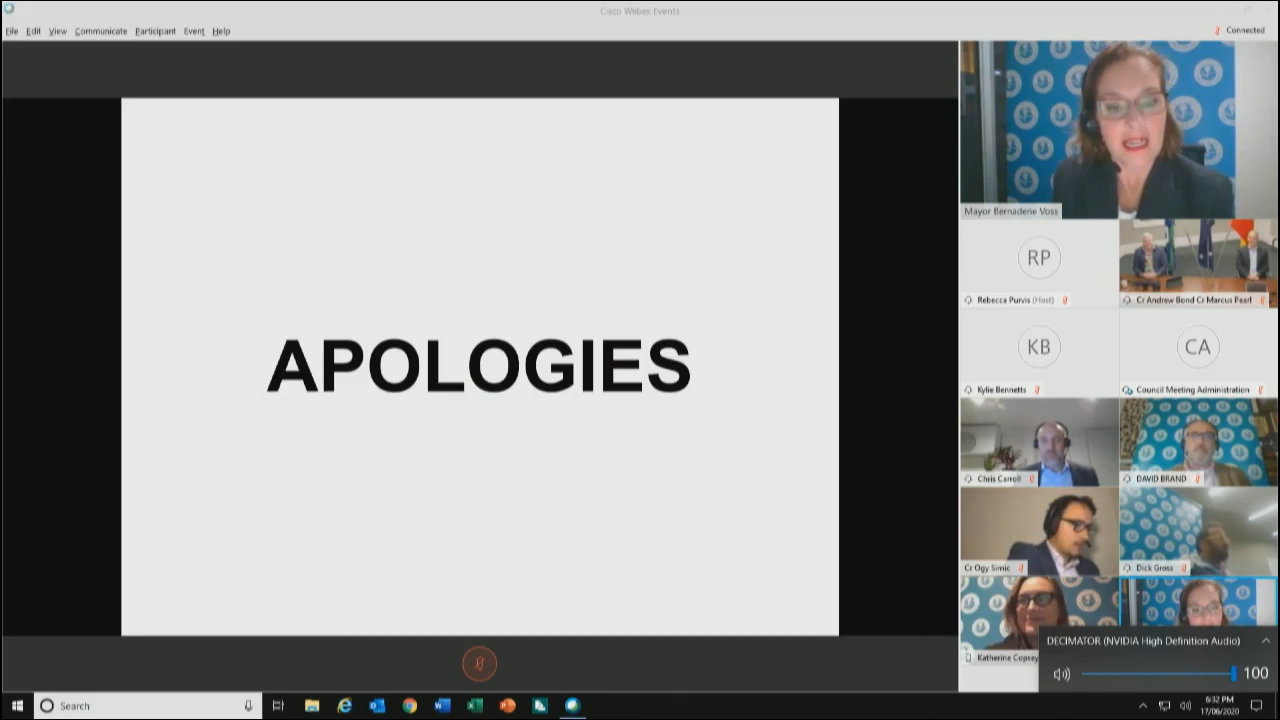 Cisco Webex Events
File Edit View Communicate Participant Event Help
Connected
APOLOGIES
Mayor Bernadene Voss
RP
Rebecca Purvis (Host)
Cr Andrew Bond Cr Marcus Pearl
KB
Kylie Bennetts
CA
Council Meeting Administration
Chris Carroll
DAVID BRAND
Cr Ogy Simic
Dick Gross
Katherine Copsey
DECIMATOR (NVIDIA High Definition Audio)
100
Search
6:32 PM
17/06/2020